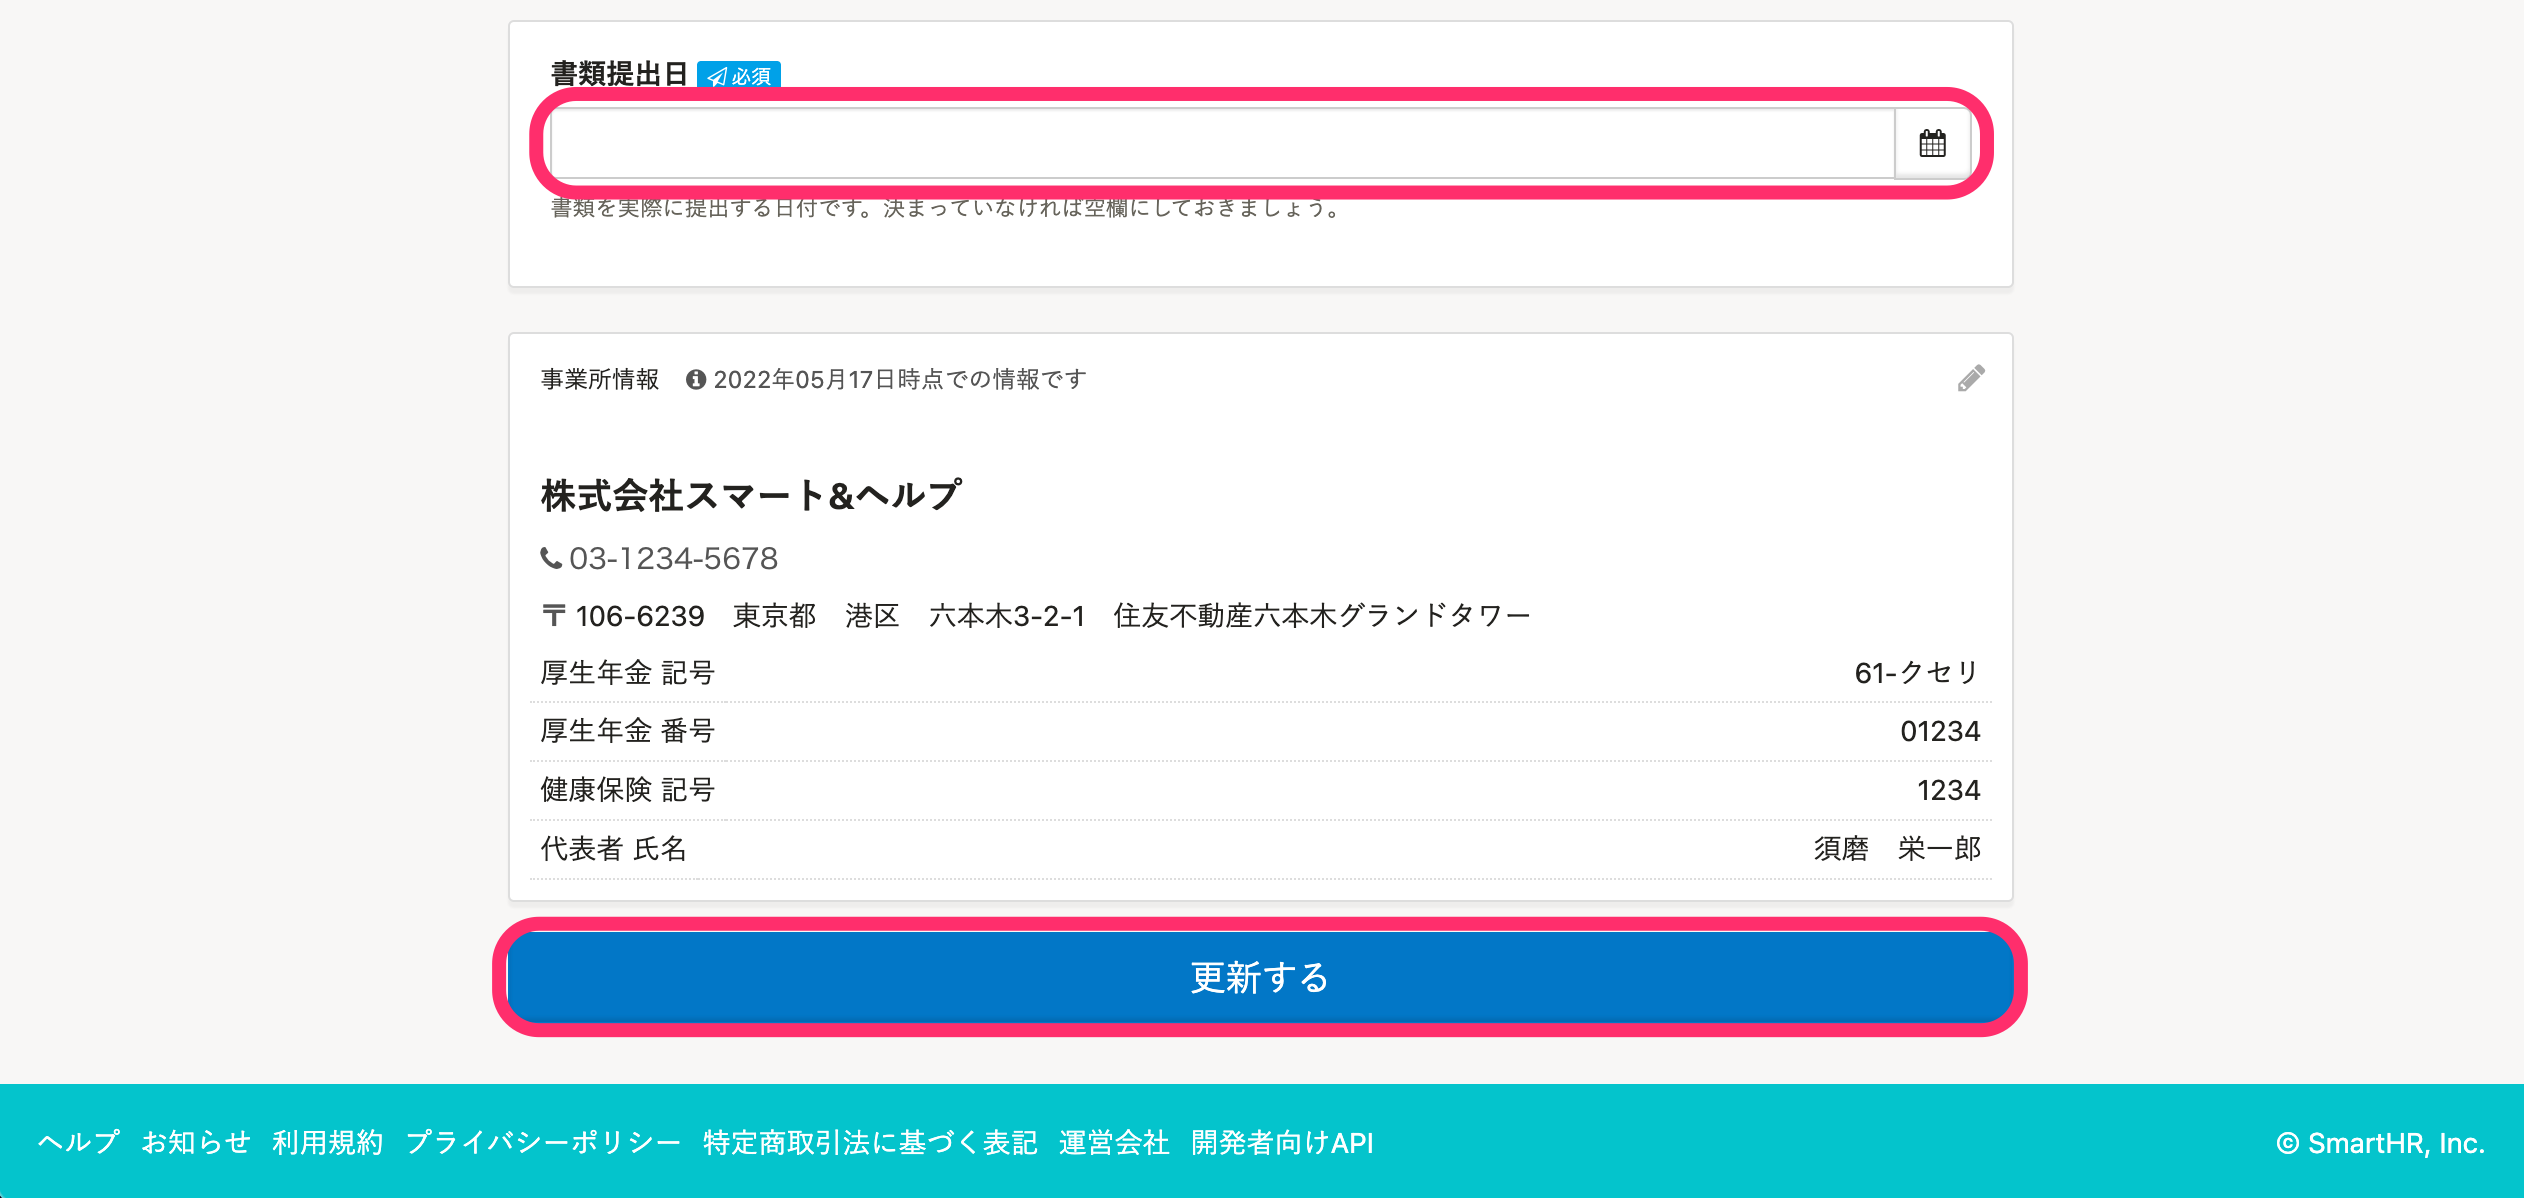 書類提出日 必須
書類を実際に提出する日付です。決まっていなければ空欄にしておきましょう。
事業所情報 2022年05月17日時点での情報です
株式会社スマート&ヘルプ
03-1234-5678
〒 106-6239 東京都 港区 六本木3-2-1 住友不動産六本木グランドタワー
厚生年金 記号 61-クセリ
厚生年金 番号 01234
健康保険 記号 1234
代表者 氏名 須磨 栄一郎
更新する
ヘルプ お知らせ 利用規約 プライバシーポリシー 特定商取引法に基づく表記 運営会社 開発者向けAPI © SmartHR, Inc.